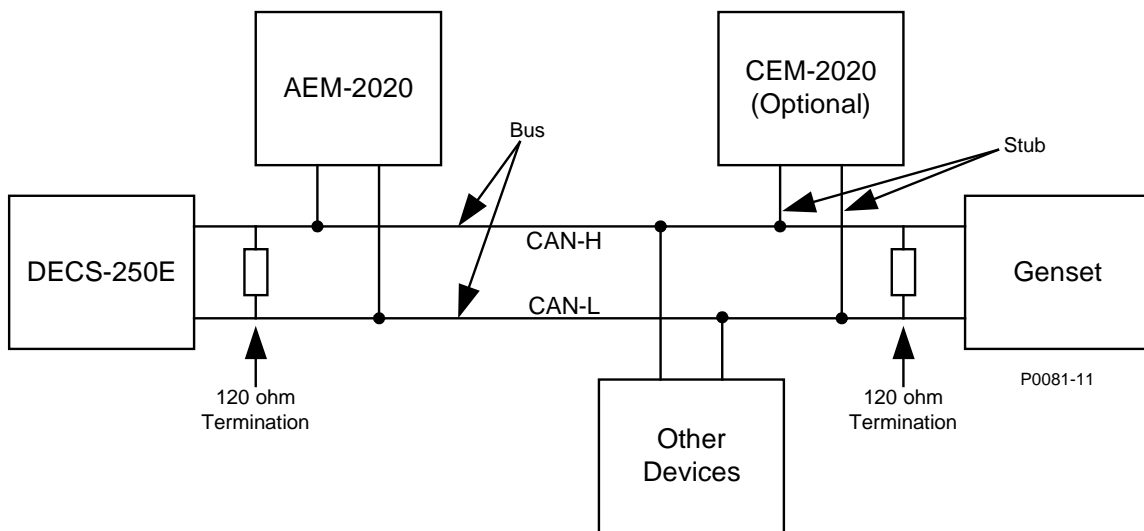 AEM-2020
CEM-2020
(Optional)
Bus
Stub
DECS-250E
CAN-H
Genset
CAN-L
120 ohm
Termination
Other
Devices
120 ohm
Termination
P0081-11